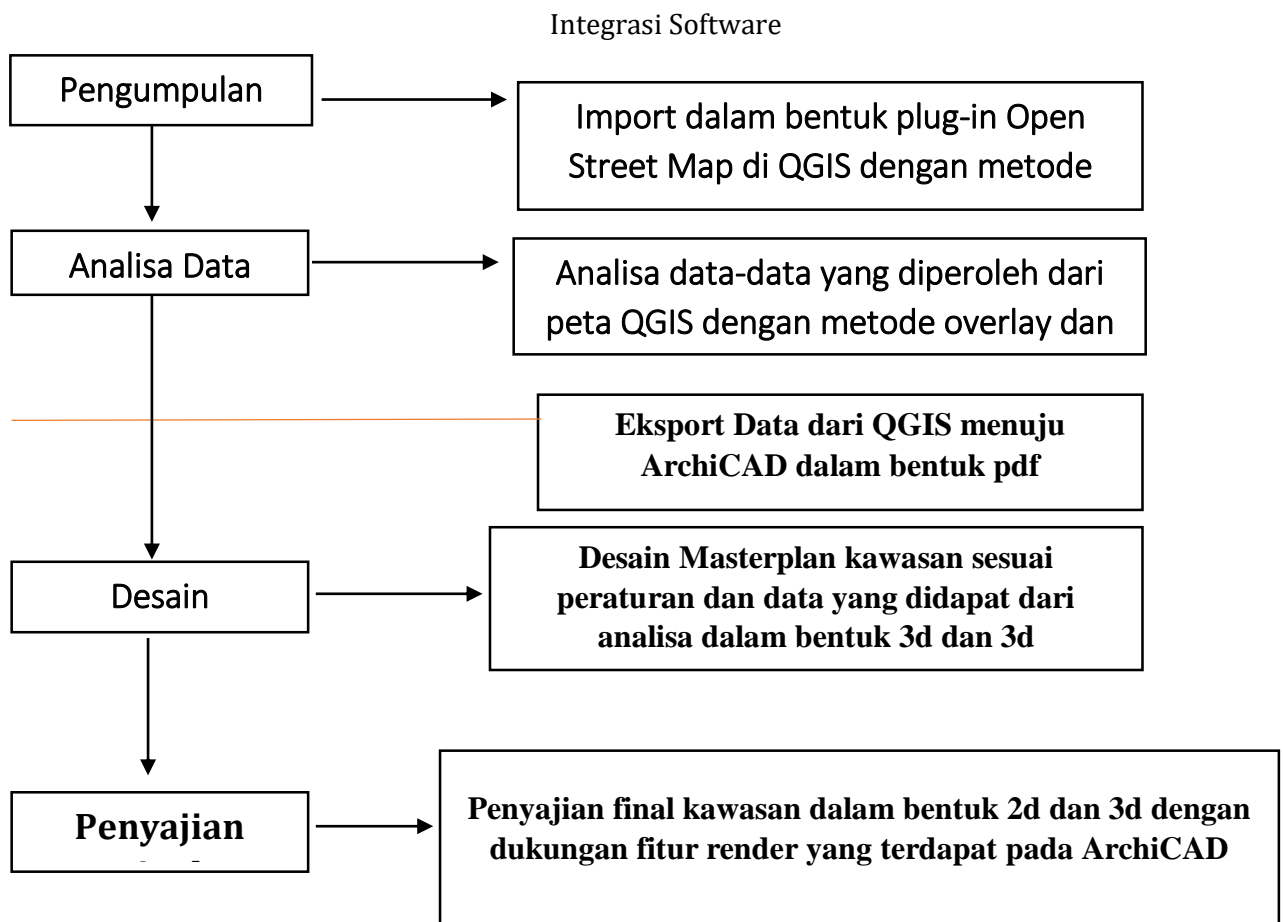 Integrasi Software
Pengumpulan
Import dalam bentuk plug-in Open
Street Map di QGIS dengan metode
Analisa Data
Analisa data-data yang diperoleh dari
peta QGIS dengan metode overlay dan
Eksport Data dari QGIS menuju
ArchiCAD dalam bentuk pdf
Desain
Desain Masterplan kawasan sesuai
peraturan dan data yang didapat dari
analisa dalam bentuk 3d dan 3d
Penyajian
Penyajian final kawasan dalam bentuk 2d dan 3d dengan
dukungan fitur render yang terdapat pada ArchiCAD